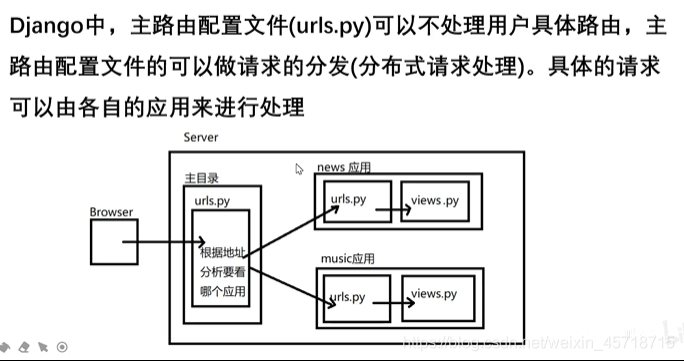 Django中，主路由配置文件(urls.py)可以不处理用户具体路由，主
路由配置文件的可以做请求的分发(分布式请求处理)。具体的请求
可以由各自的应用来进行处理
Server
主目录
urls.py
Browser
根据地址
分析要看
哪个应用
news 应用
urls.py
views.py
music应用
urls.py
views.py
https://blog.csdn.net/weixin_45718715